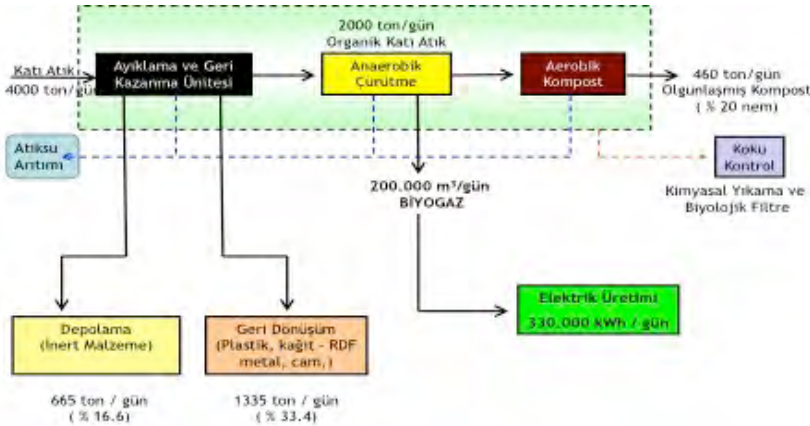 2000 ton/gün
Organik Katı Atık
Katı Atık
4000 ton/gün
Ayıklama ve Geri
Kazanma Ünitesi
Anaerobik
Çürütme
Aerobik
Kompost
460 ton/gün
Olgunlaşmış Kompost
( % 20 nem)
Atıksu
Arıtımı
Koku
Kontrol
200.000 m³/gün
BİYOGAZ
Kimyasal Yıkama ve
Biyolojik Filtre
Elektrik Üretimi
330.000 kWh / gün
Depolama
(İnert Malzeme)
Geri Dönüşüm
(Plastik, kağıt - RDF
metal, cam,)
665 ton / gün
( % 16.6)
1335 ton / gün
( % 33.4)